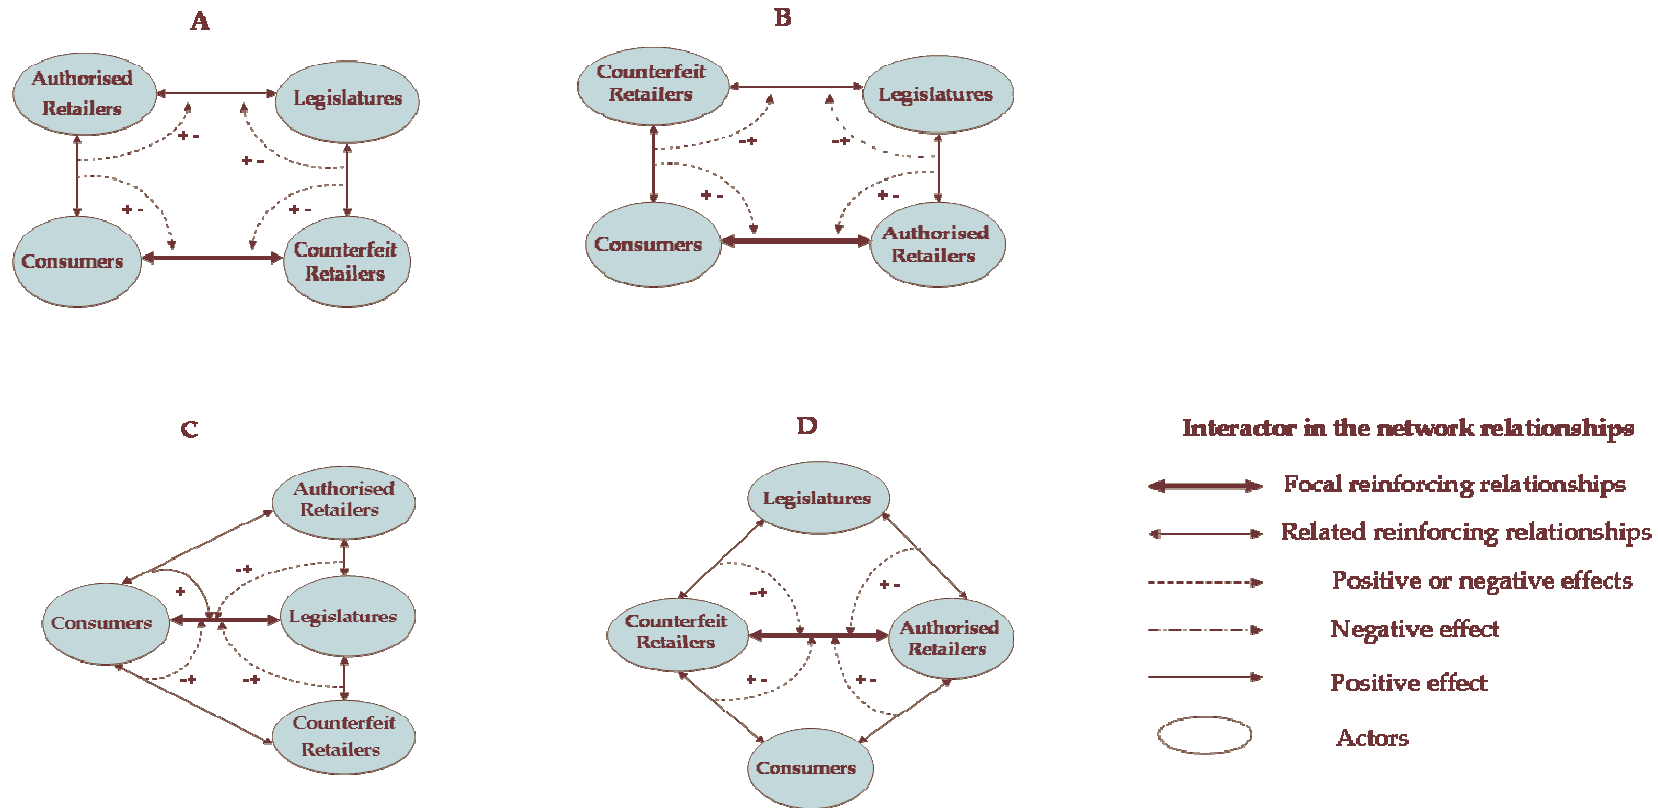 A
Authorised
Retailers
Legislatures
+ -
+ -
+ -
+ -
Consumers
Counterfeit
Retailers
B
Counterfeit
Retailers
Legislatures
-+
-+
+ -
+ -
Consumers
Authorised
Retailers
C
Authorised
Retailers
-+
+
Consumers
Legislatures
-+
-+
Counterfeit
Retailers
D
Legislatures
-+
+ -
Counterfeit
Retailers
Authorised
Retailers
+ -
+ -
Consumers
Interactor in the network relationships
Focal reinforcing relationships
Related reinforcing relationships
Positive or negative effects
Negative effect
Positive effect
Actors